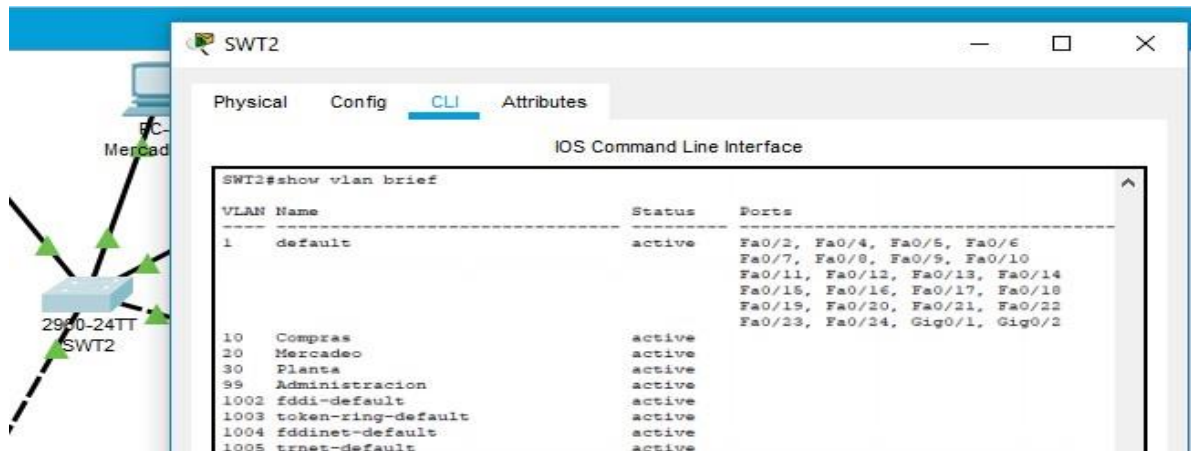 SWT2
Physical Config CLI Attributes
IOS Command Line Interface
SWT2#show vlan brief
VLAN Name Status Ports
---- -------------------------------- --------- -------------------------------
1 default active Fa0/2, Fa0/4, Fa0/5, Fa0/6
Fa0/7, Fa0/8, Fa0/9, Fa0/10
Fa0/11, Fa0/12, Fa0/13, Fa0/14
Fa0/15, Fa0/16, Fa0/17, Fa0/18
Fa0/19, Fa0/20, Fa0/21, Fa0/22
Fa0/23, Fa0/24, Gig0/1, Gig0/2
10 Compras active
20 Mercadeo active
30 Planta active
99 Administracion active
1002 fddi-default active
1003 token-ring-default active
1004 fddinet-default active
1005 trnet-default active
PC-
Mercad
SWT2